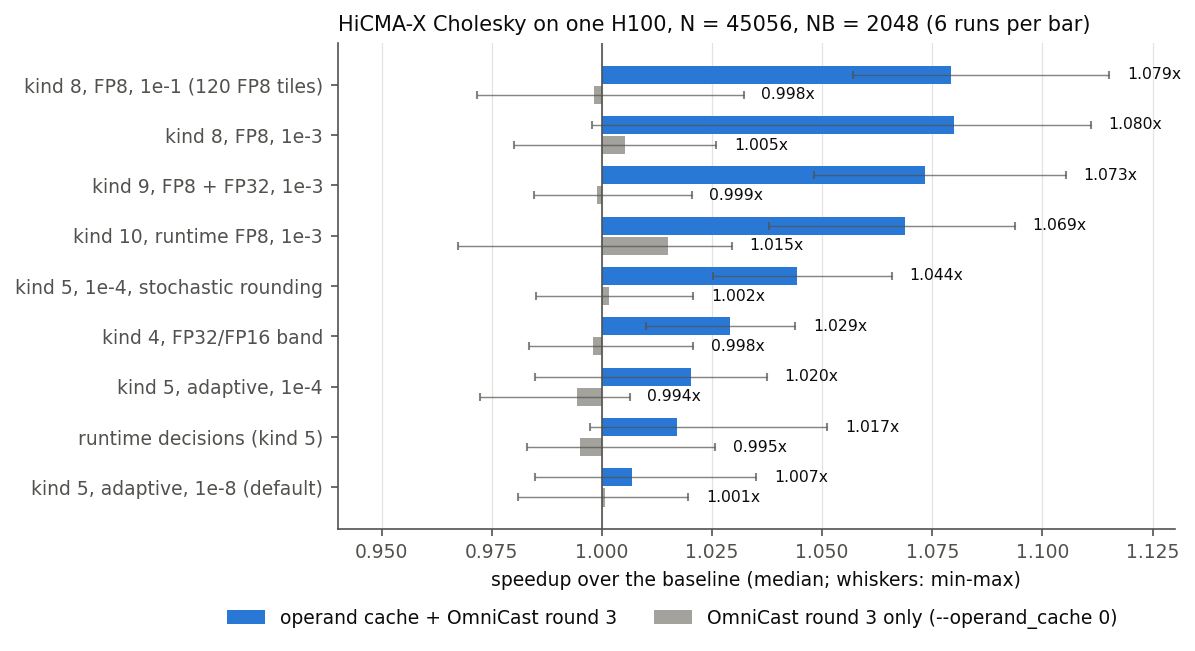 HiCMA-X Cholesky on one H100, N = 45056, NB = 2048 (6 runs per bar)
kind 8, FP8, 1e-1 (120 FP8 tiles)
1.079x
0.998x
kind 8, FP8, 1e-3
1.080x
1.005x
kind 9, FP8 + FP32, 1e-3
1.073x
0.999x
kind 10, runtime FP8, 1e-3
1.069x
1.015x
kind 5, 1e-4, stochastic rounding
1.044x
1.002x
kind 4, FP32/FP16 band
1.029x
0.998x
kind 5, adaptive, 1e-4
1.020x
0.994x
runtime decisions (kind 5)
1.017x
0.995x
kind 5, adaptive, 1e-8 (default)
1.007x
1.001x
0.950 0.975 1.000 1.025 1.050 1.075 1.100 1.125
speedup over the baseline (median; whiskers: min-max)
operand cache + OmniCast round 3 OmniCast round 3 only (--operand_cache 0)